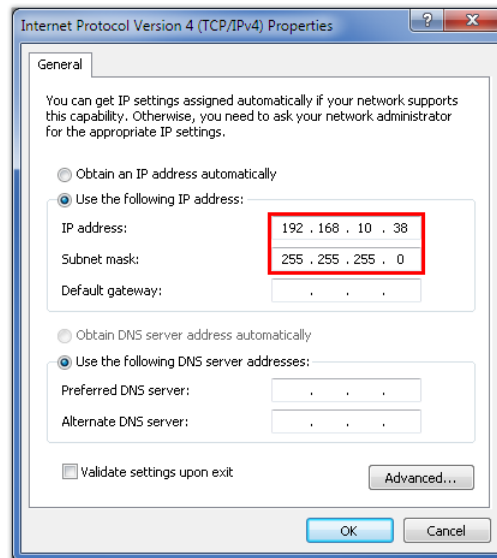 Internet Protocol Version 4 (TCP/IPv4) Properties
General
You can get IP settings assigned automatically if your network supports
this capability. Otherwise, you need to ask your network administrator
for the appropriate IP settings.
Obtain an IP address automatically
Use the following IP address:
IP address: 192 . 168 . 10 . 38
Subnet mask: 255 . 255 . 255 . 0
Default gateway: . . .
Obtain DNS server address automatically
Use the following DNS server addresses:
Preferred DNS server: . . .
Alternate DNS server: . . .
Validate settings upon exit
Advanced...
OK Cancel